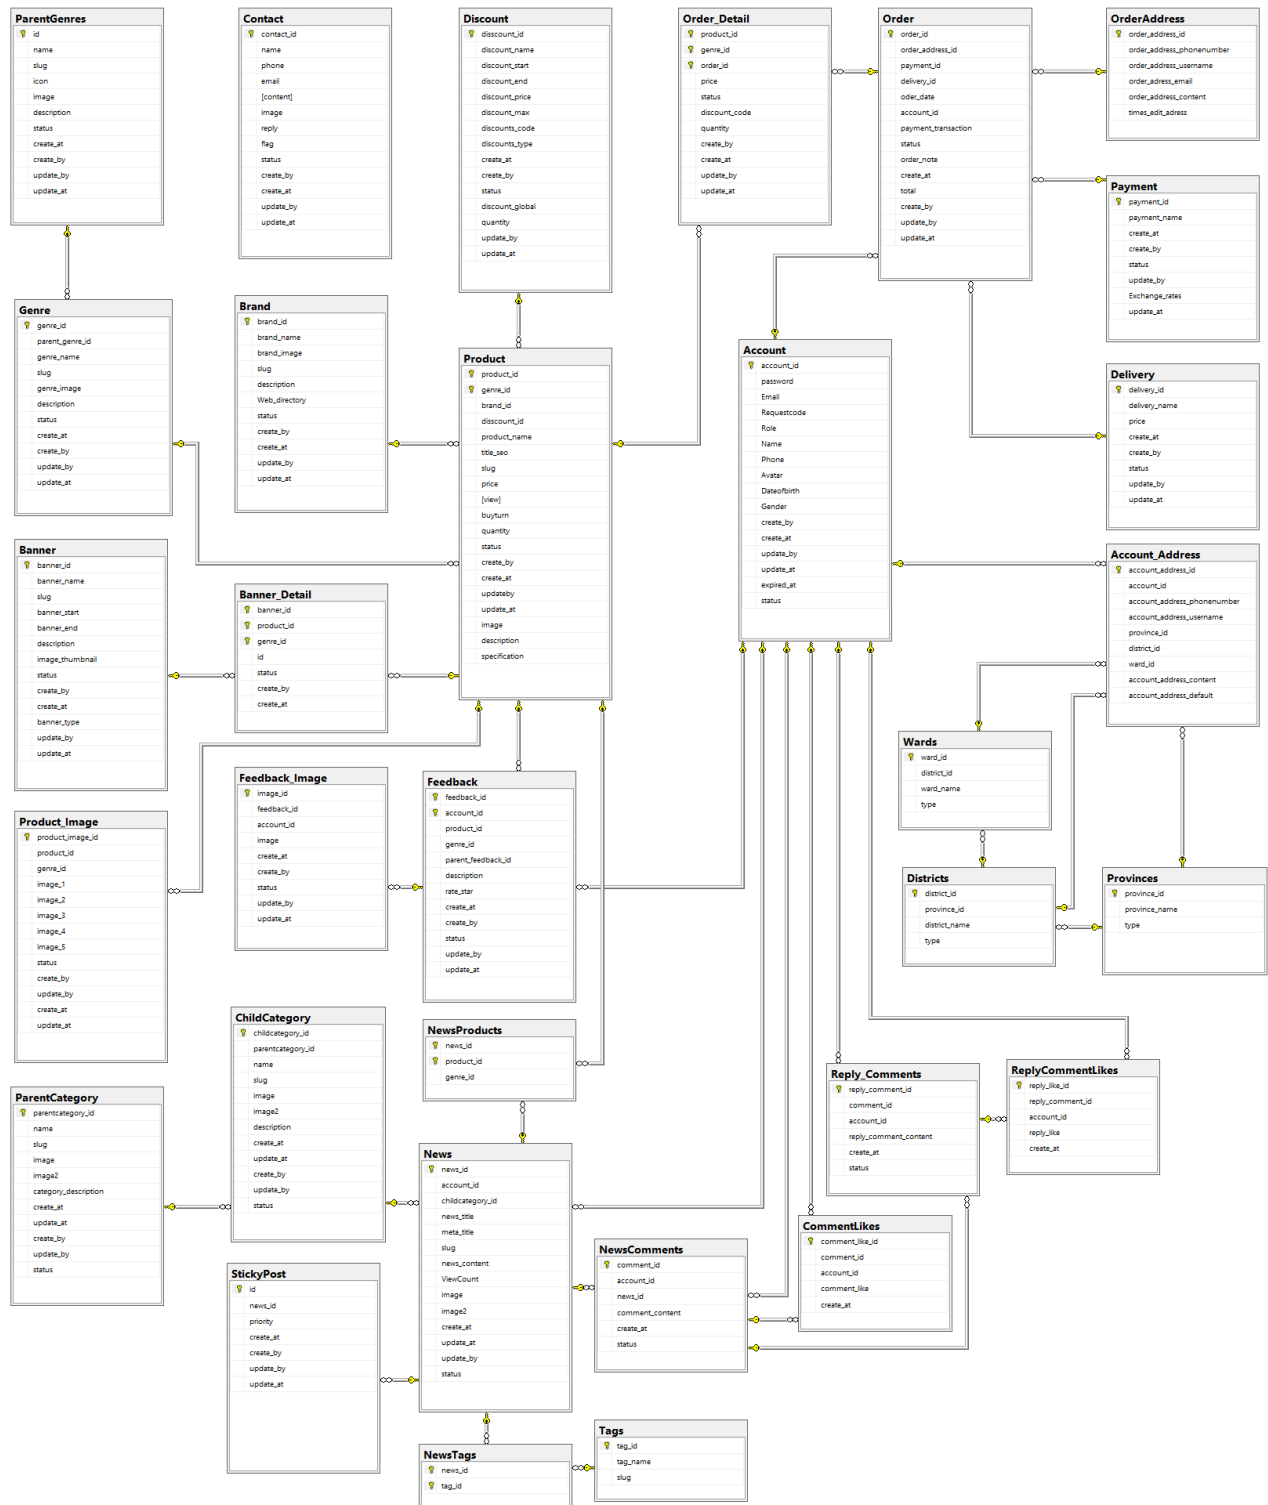 ParentGenres
id
name
slug
icon
image
description
status
create_at
create_by
update_by
update_at
Contact
contact_id
name
phone
email
[content]
image
reply
flag
status
create_by
create_at
update_by
update_at
Discount
disscount_id
discount_name
discount_start
discount_end
discount_price
discount_max
discounts_code
discounts_type
create_at
create_by
status
discount_global
quantity
update_by
update_at
Order_Detail
product_id
genre_id
order_id
price
status
discount_code
quantity
create_by
create_at
update_by
update_at
Order
order_id
order_address_id
payment_id
delivery_id
oder_date
account_id
payment_transaction
status
order_note
create_at
total
create_by
update_by
update_at
OrderAddress
order_address_id
order_address_phonenumber
order_address_username
order_adress_email
order_address_content
times_edit_adress
Payment
payment_id
payment_name
create_at
create_by
status
update_by
Exchange_rates
update_at
Genre
genre_id
parent_genre_id
genre_name
slug
genre_image
description
status
create_at
create_by
update_by
update_at
Brand
brand_id
brand_name
brand_image
slug
description
Web_directory
status
create_by
create_at
update_by
update_at
Product
product_id
genre_id
brand_id
disscount_id
product_name
title_seo
slug
price
[view]
buyturn
quantity
status
create_by
create_at
updateby
update_at
image
description
specification
Account
account_id
password
Email
Requestcode
Role
Name
Phone
Avatar
Dateofbirth
Gender
create_by
create_at
update_by
update_at
expired_at
status
Delivery
delivery_id
delivery_name
price
create_at
create_by
status
update_by
update_at
Banner
banner_id
banner_name
slug
banner_start
banner_end
description
image_thumbnail
status
create_by
create_at
banner_type
update_by
update_at
Banner_Detail
banner_id
product_id
genre_id
id
status
create_by
create_at
Account_Address
account_address_id
account_id
account_address_phonenumber
account_address_username
province_id
district_id
ward_id
account_address_content
account_address_default
Wards
ward_id
district_id
ward_name
type
Feedback_Image
image_id
feedback_id
account_id
image
create_at
create_by
status
update_by
update_at
Feedback
feedback_id
account_id
product_id
genre_id
parent_feedback_id
description
rate_star
create_at
create_by
status
update_by
update_at
Product_Image
product_image_id
product_id
genre_id
image_1
image_2
image_3
image_4
image_5
status
create_by
update_by
create_at
update_at
Districts
district_id
province_id
district_name
type
Provinces
province_id
province_name
type
ChildCategory
childcategory_id
parentcategory_id
name
slug
image
image2
description
create_at
update_at
create_by
update_by
status
NewsProducts
news_id
product_id
genre_id
Reply_Comments
reply_comment_id
comment_id
account_id
reply_comment_content
create_at
status
ReplyCommentLikes
reply_like_id
reply_comment_id
account_id
reply_like
create_at
ParentCategory
parentcategory_id
name
slug
image
image2
category_description
create_at
update_at
create_by
update_by
status
News
news_id
account_id
childcategory_id
news_title
meta_title
slug
news_content
ViewCount
image
image2
create_at
update_at
update_by
status
CommentLikes
comment_like_id
comment_id
account_id
comment_like
create_at
NewsComments
comment_id
account_id
news_id
comment_content
create_at
status
StickyPost
id
news_id
priority
create_at
create_by
update_by
update_at
NewsTags
news_id
tag_id
Tags
tag_id
tag_name
slug